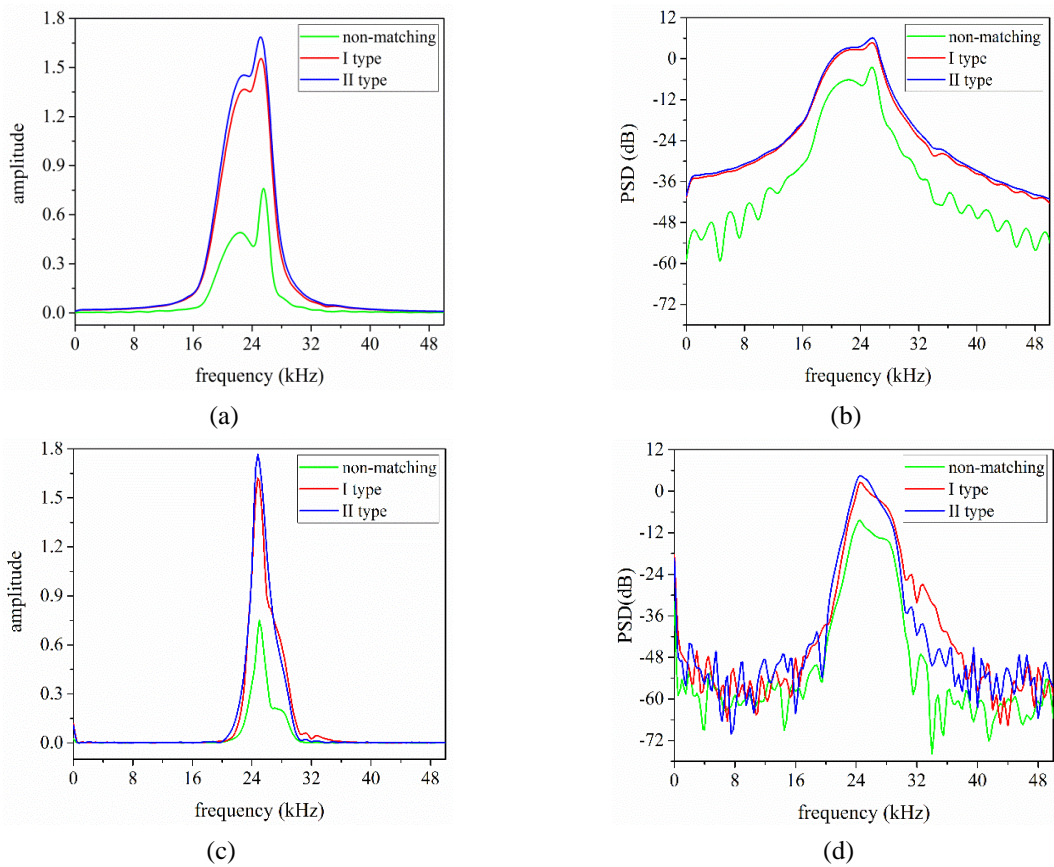 1.8
1.5
1.2
0.9
0.6
0.3
0.0
amplitude
non-matching
I type
II type
0 8 16 24 32 40 48
frequency (kHz)
(a)
12
0
-12
-24
-36
-48
-60
-72
PSD (dB)
non-matching
I type
II type
0 8 16 24 32 40 48
frequency (kHz)
(b)
1.8
1.5
1.2
0.9
0.6
0.3
0.0
amplitude
non-matching
I type
II type
0 8 16 24 32 40 48
frequency (kHz)
(c)
12
0
-12
-24
-36
-48
-60
-72
PSD(dB)
non-matching
I type
II type
0 8 16 24 32 40 48
frequency (kHz)
(d)